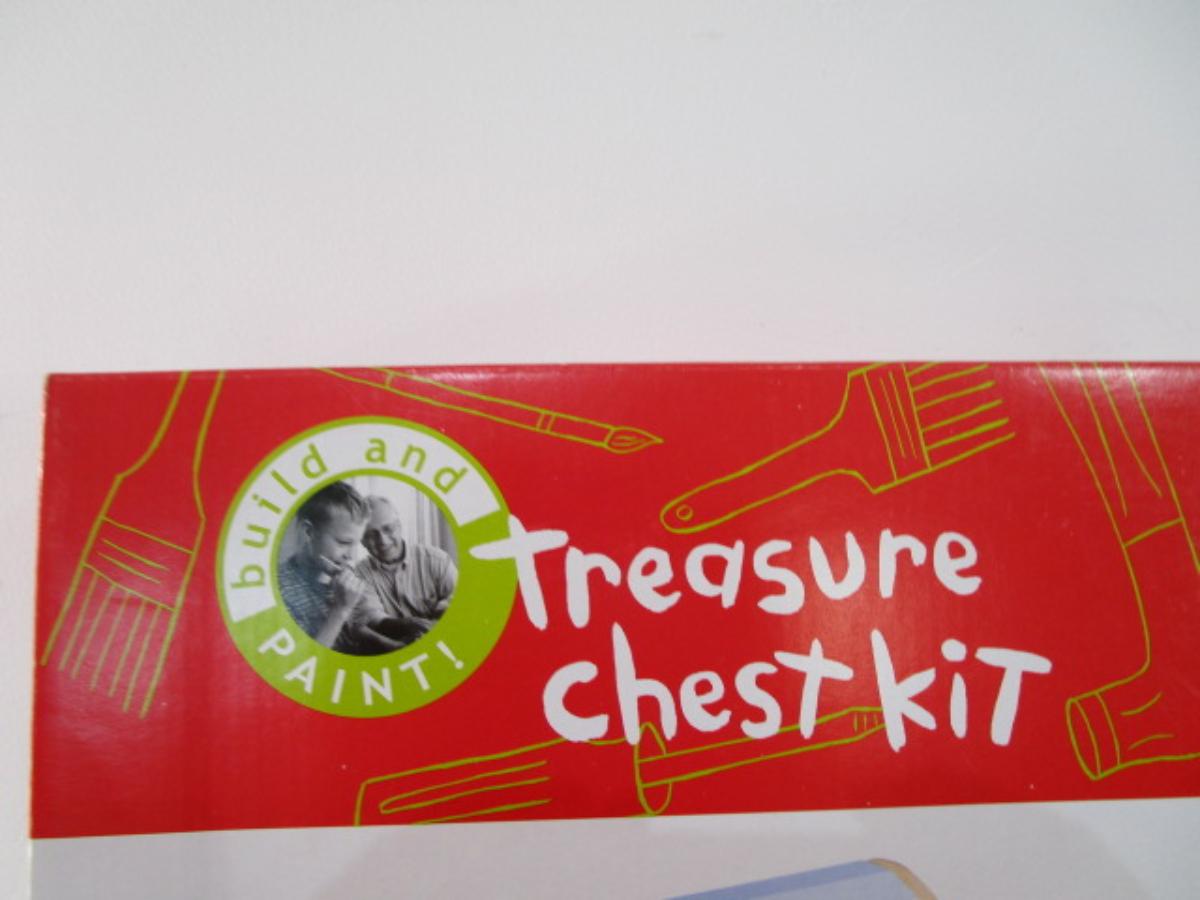 build and
PAINT!
Treasure
chest kiT